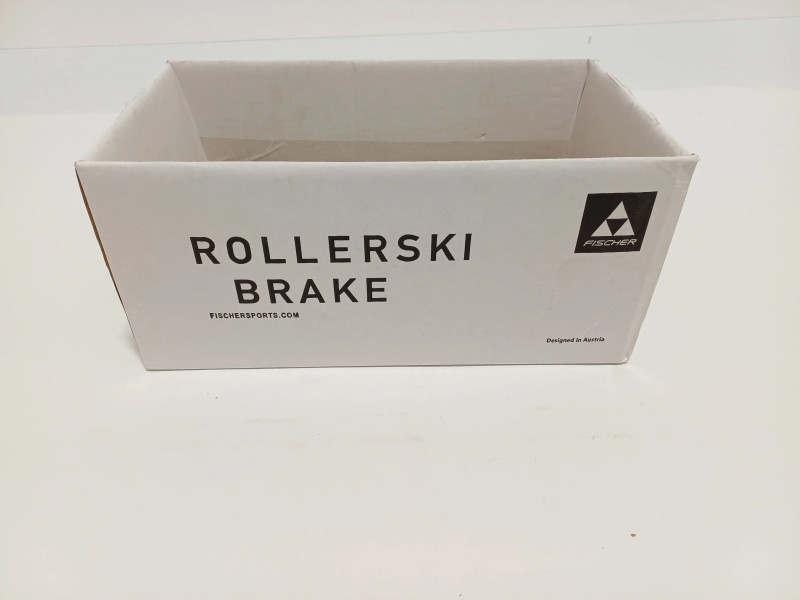 FISCHER
ROLLERSKI
BRAKE
FISCHERSPORTS.COM
Designed in Austria